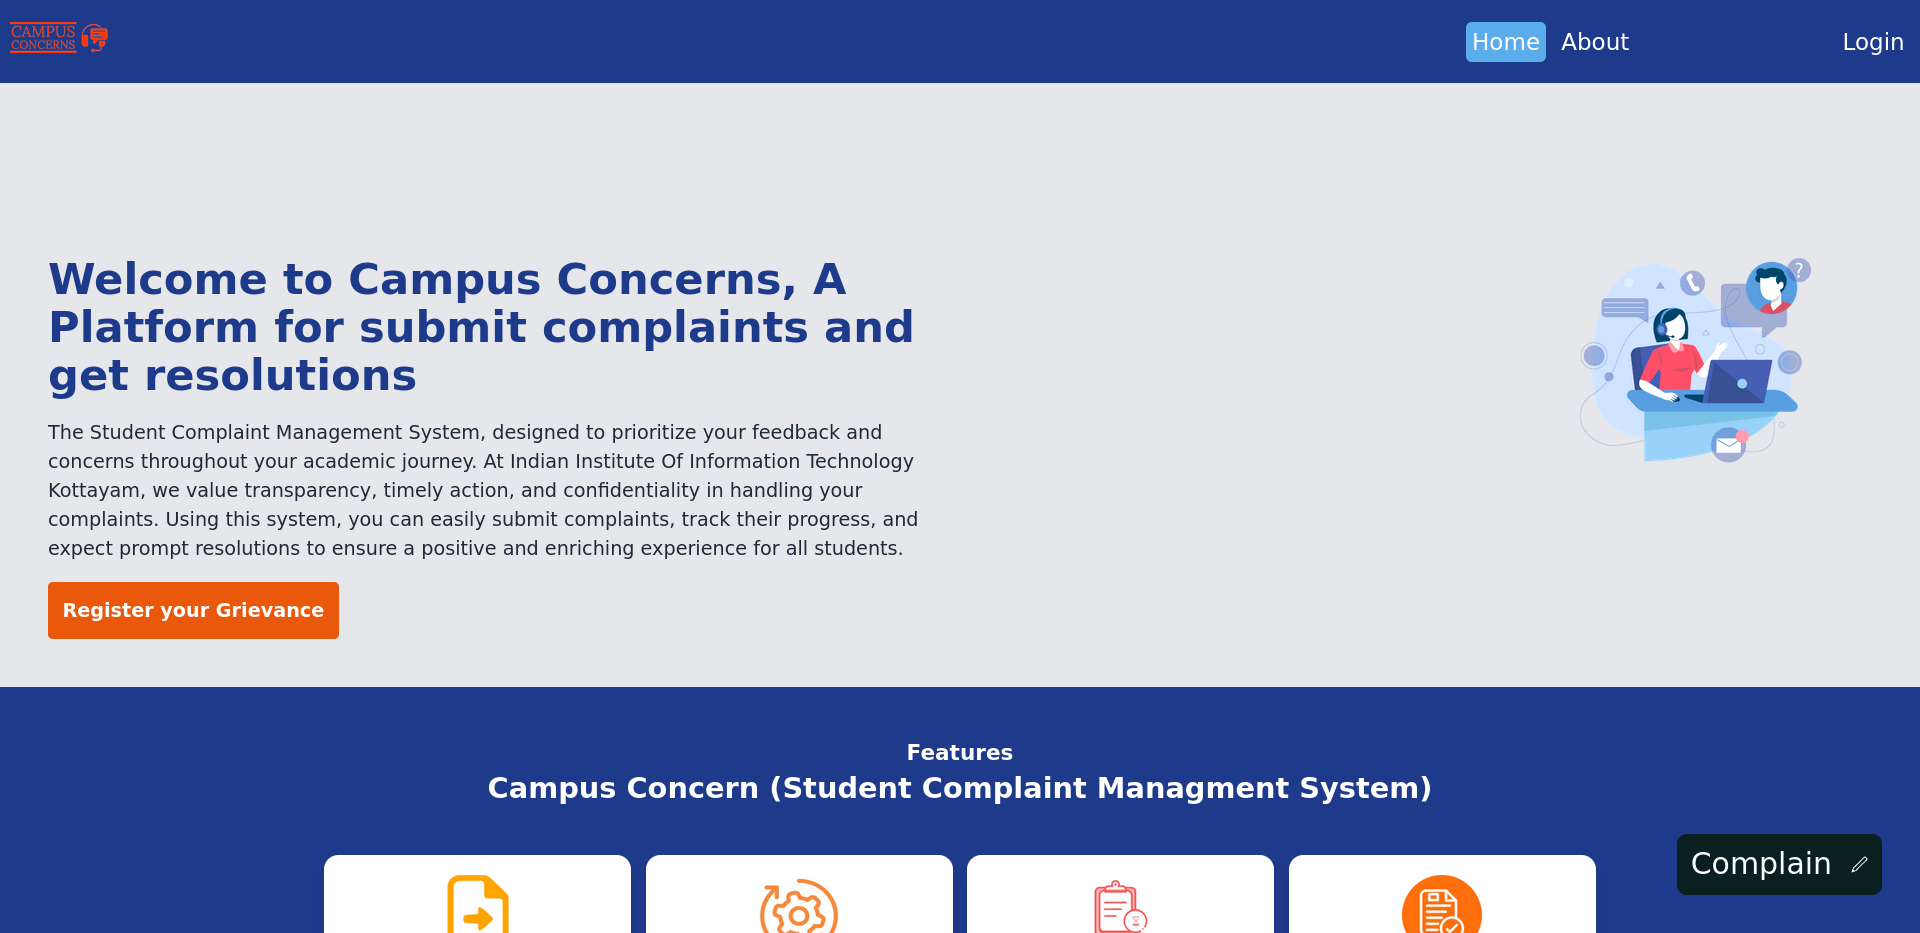 CAMPUS
CONCERNS
Home About Login
Welcome to Campus Concerns, A
Platform for submit complaints and
get resolutions
The Student Complaint Management System, designed to prioritize your feedback and
concerns throughout your academic journey. At Indian Institute Of Information Technology
Kottayam, we value transparency, timely action, and confidentiality in handling your
complaints. Using this system, you can easily submit complaints, track their progress, and
expect prompt resolutions to ensure a positive and enriching experience for all students.
Register your Grievance
?
Features
Campus Concern (Student Complaint Managment System)
Complain